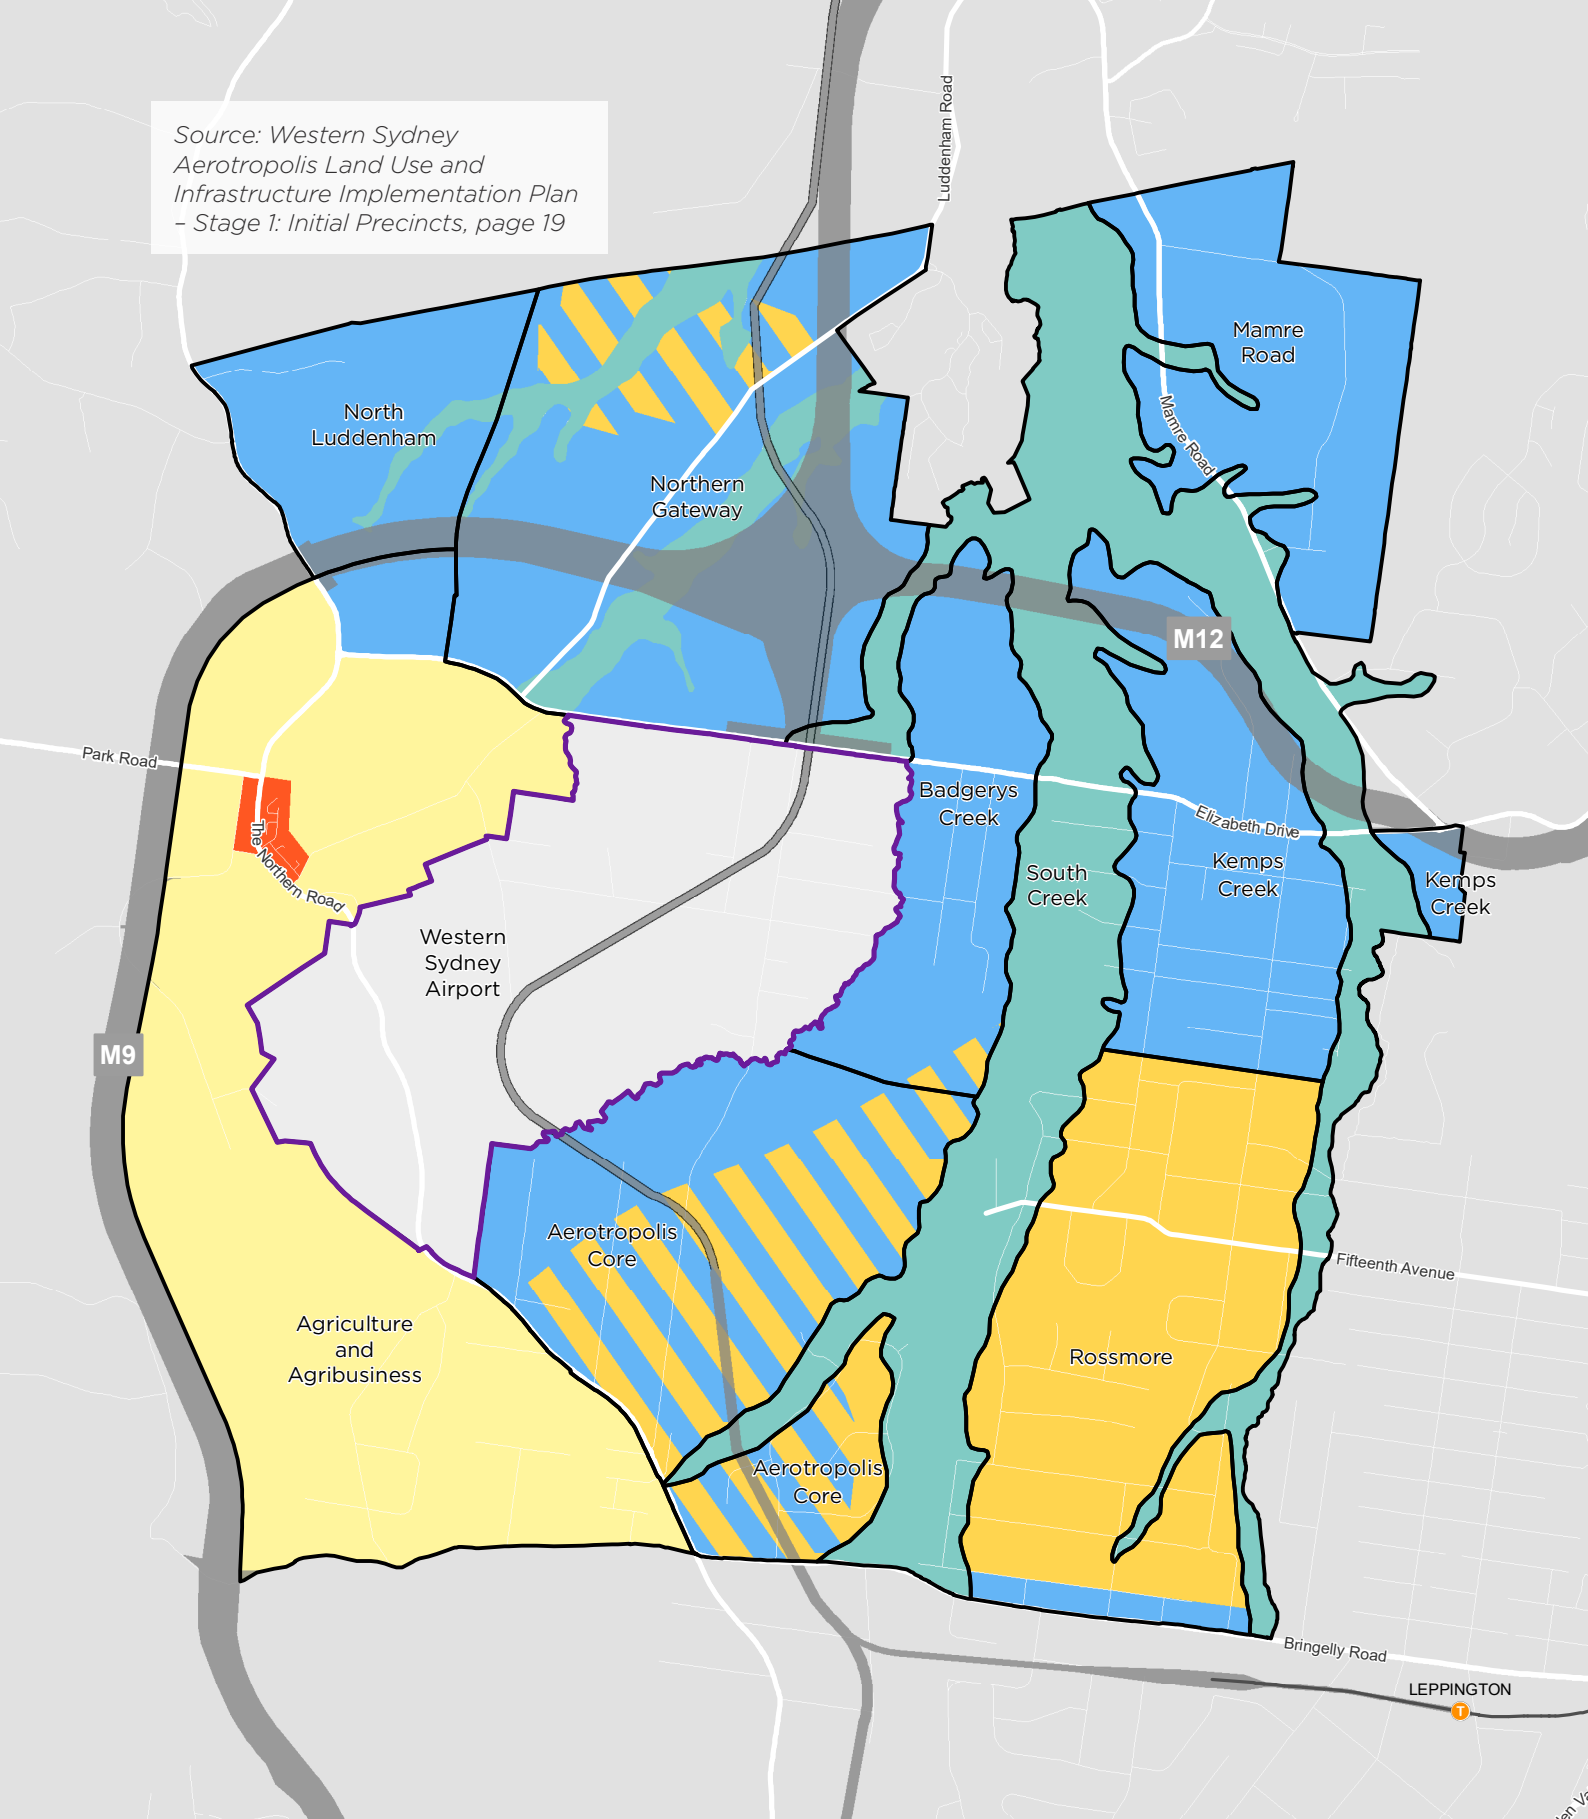 Source: Western Sydney
Aerotropolis Land Use and
Infrastructure Implementation Plan
– Stage 1: Initial Precincts, page 19
Luddenham Road
Mamre
Road
North
Luddenham
Mamre Road
Northern
Gateway
M12
Park Road
Badgerys
Creek
Elizabeth Drive
The Northern Road
South
Creek
Kemps
Creek
Kemps
Creek
Western
Sydney
Airport
M9
Aerotropolis
Core
Fifteenth Avenue
Agriculture
and
Agribusiness
Rossmore
Aerotropolis
Core
Bringelly Road
LEPPINGTON
T